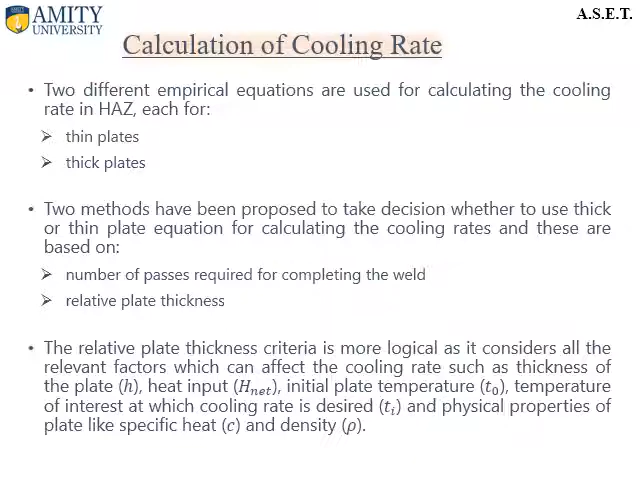 AMITY
UNIVERSITY
A.S.E.T.
Calculation of Cooling Rate
• Two different empirical equations are used for calculating the cooling
rate in HAZ, each for:
➤ thin plates
➤ thick plates
• Two methods have been proposed to take decision whether to use thick
or thin plate equation for calculating the cooling rates and these are
based on:
➤ number of passes required for completing the weld
➤ relative plate thickness
• The relative plate thickness criteria is more logical as it considers all the
relevant factors which can affect the cooling rate such as thickness of
the plate (ℎ), heat input (𝐻ₙₑₜ), initial plate temperature (𝑡₀), temperature
of interest at which cooling rate is desired (𝑡ᵢ) and physical properties of
plate like specific heat (𝑐) and density (𝜌).